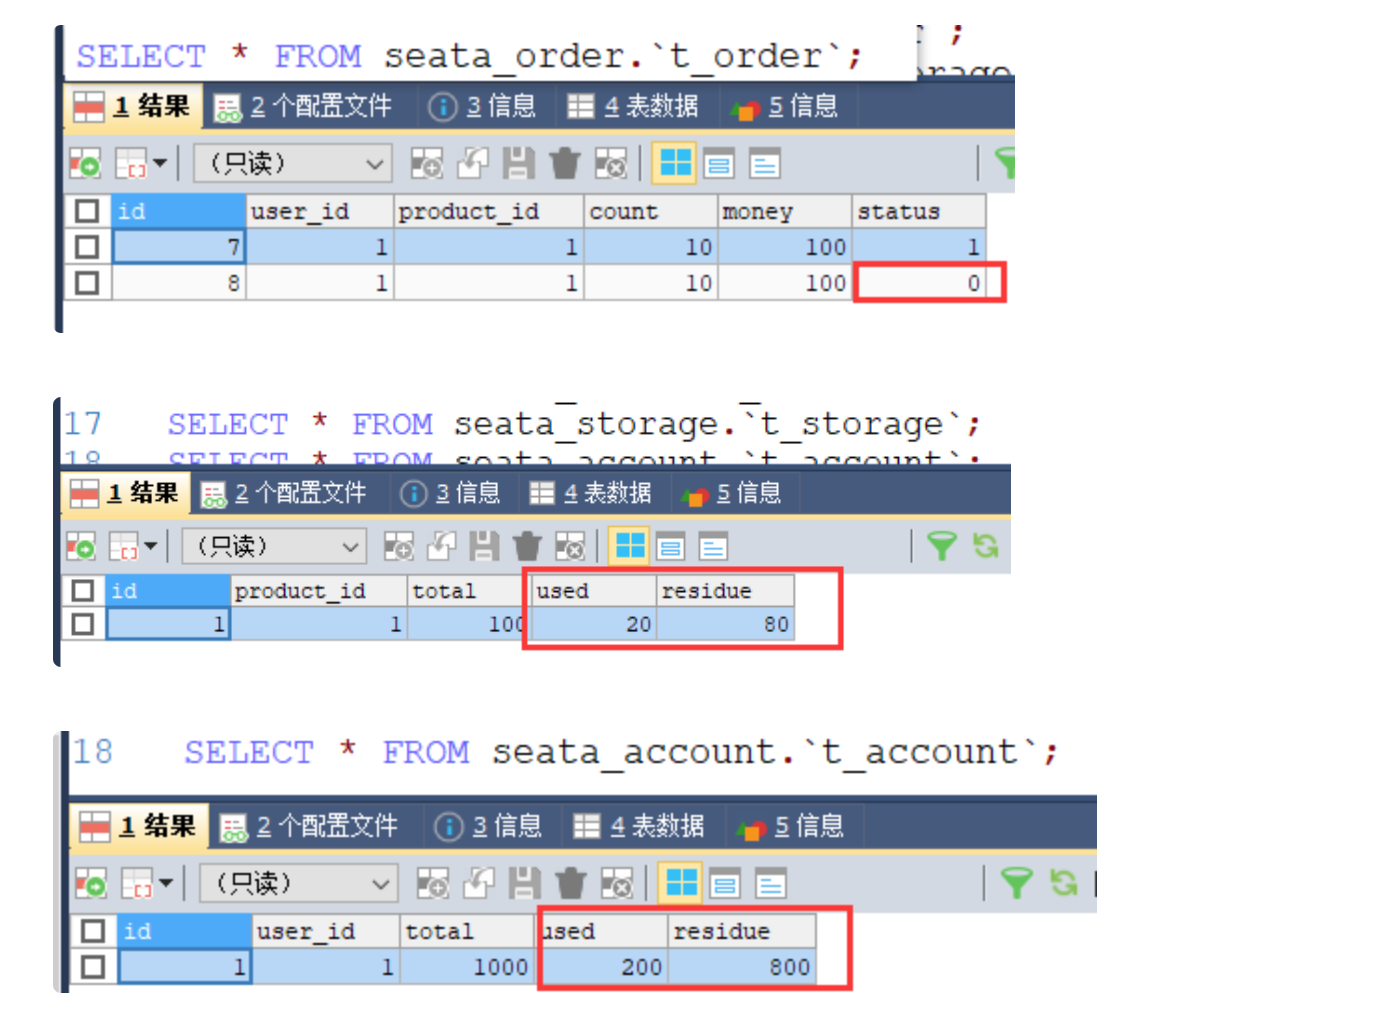 ;
SELECT * FROM seata_order.`t_order`;
1 结果 2 个配置文件 3 信息 4 表数据 5 信息
(只读)
id user_id product_id count money status
7 1 1 10 100 1
8 1 1 10 100 0
17 SELECT * FROM seata_storage.`t_storage`;
18 SELECT * FROM seata_account.`t_account`;
1 结果 2 个配置文件 3 信息 4 表数据 5 信息
(只读)
id product_id total used residue
1 1 100 20 80
18 SELECT * FROM seata_account.`t_account`;
1 结果 2 个配置文件 3 信息 4 表数据 5 信息
(只读)
id user_id total used residue
1 1 1000 200 800